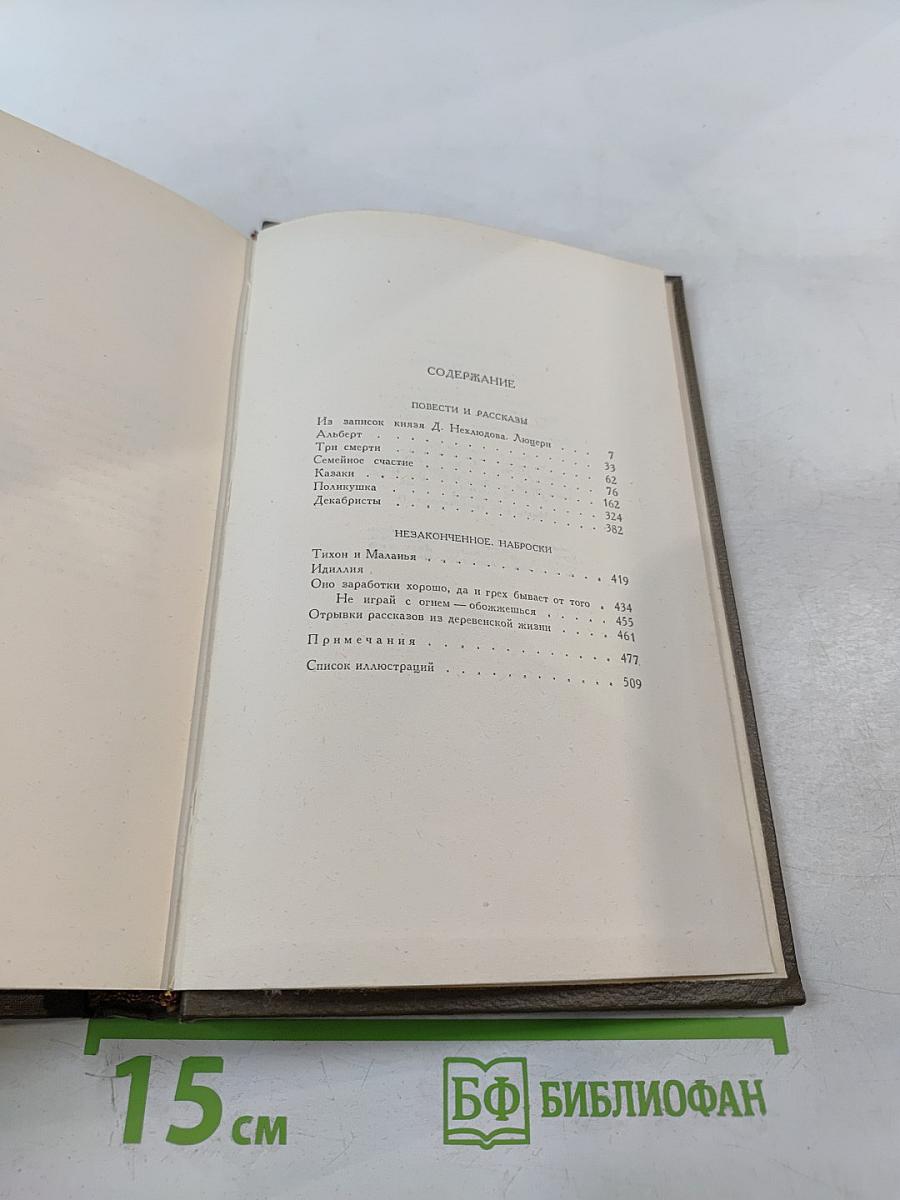 СОДЕРЖАНИЕ
ПОВЕСТИ И РАССКАЗЫ
Из записок князя Д. Нехлюдова. Люцерн . . . 7
Альберт . . . . . . . . . . . . 33
Три смерти . . . . . . . . . . . . 62
Семейное счастие . . . . . . . . . . . 76
Казаки . . . . . . . . . . . . 162
Поликушка . . . . . . . . . . . . 324
Декабристы . . . . . . . . . . . . 382
НЕЗАКОНЧЕННОЕ. НАБРОСКИ
Тихон и Маланья . . . . . . . . . . . . 419
Идиллия . . . . . . . . . . . . 434
Оно заработки хорошо, да и грех бывает от того .
Не играй с огнем — обожжешься . . . . . 455
Отрывки рассказов из деревенской жизни . . . . 461
Примечания . . . . . . . . . . . . 477
Список иллюстраций . . . . . . . . . . . 509
15 см
БФ БИБЛИОФАН